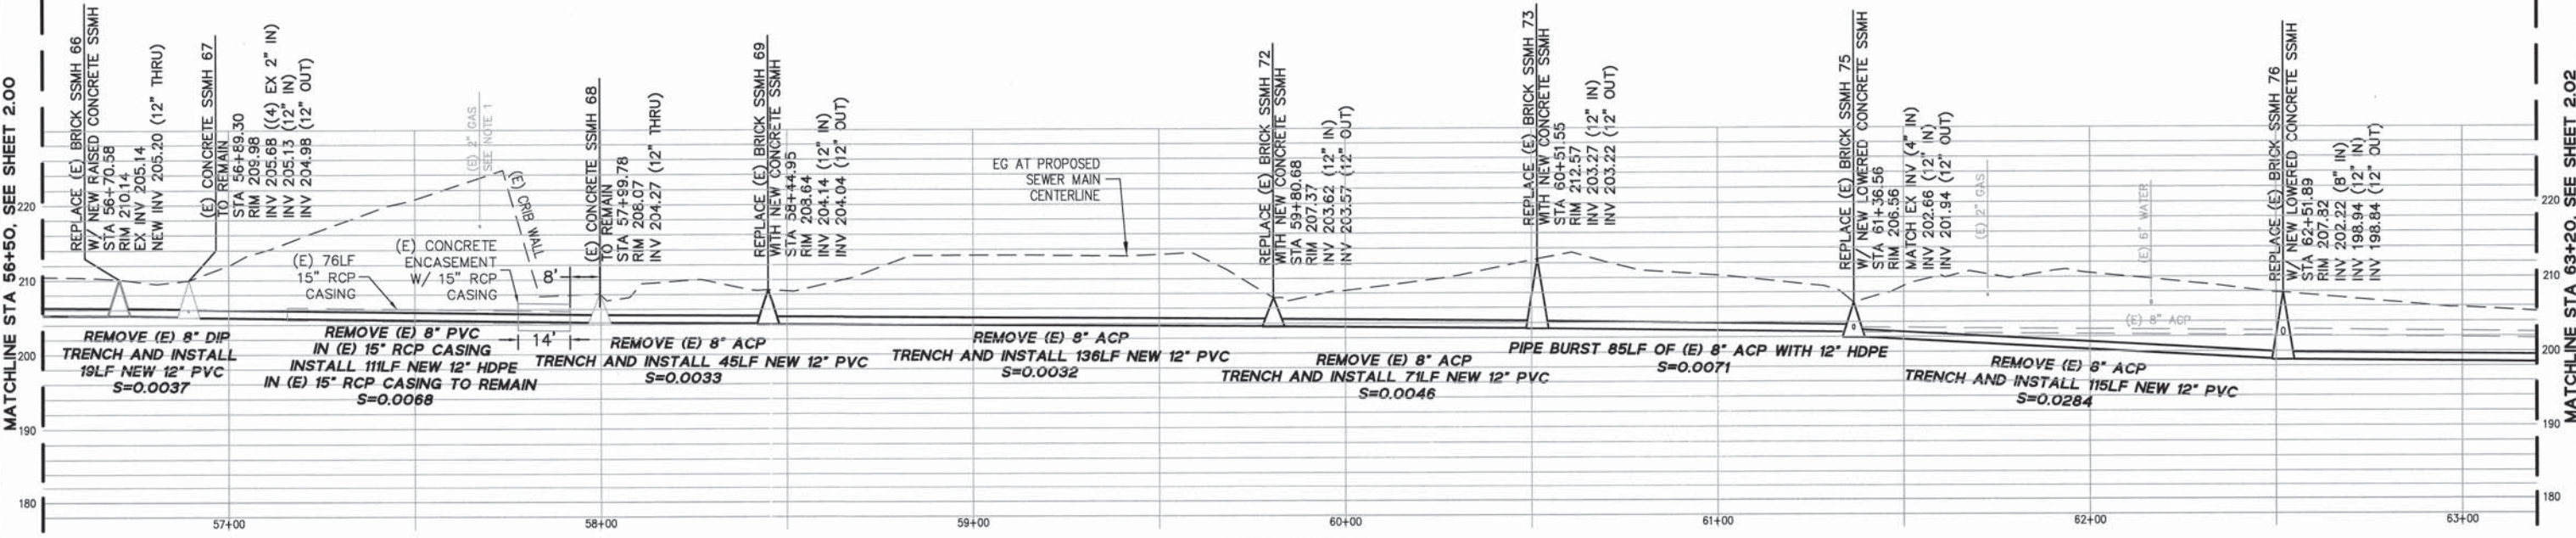 MATCHLINE STA 56+50, SEE SHEET 2.00
REPLACE (E) BRICK SSMH 66
W/ NEW RAISED CONCRETE SSMH
STA 56+70.58
RIM 210.14
EX INV 205.14
NEW INV 205.20 (12" THRU)
(E) CONCRETE SSMH 67
TO REMAIN
STA 56+89.30
RIM 209.98
INV 205.68 ((4) EX 2" IN)
INV 205.13 (12" IN)
INV 204.98 (12" OUT)
(E) 2" GAS
SEE NOTE 1
(E) CRIB WALL
(E) CONCRETE SSMH 68
TO REMAIN
STA 57+99.78
RIM 208.07
INV 204.27 (12" THRU)
REPLACE (E) BRICK SSMH 69
WITH NEW CONCRETE SSMH
STA 58+44.95
RIM 208.64
INV 204.14 (12" IN)
INV 204.04 (12" OUT)
EG AT PROPOSED
SEWER MAIN
CENTERLINE
REPLACE (E) BRICK SSMH 72
WITH NEW CONCRETE SSMH
STA 59+80.68
RIM 207.37
INV 203.62 (12" IN)
INV 203.57 (12" OUT)
REPLACE (E) BRICK SSMH 73
WITH NEW CONCRETE SSMH
STA 60+51.55
RIM 212.57
INV 203.27 (12" IN)
INV 203.22 (12" OUT)
REPLACE (E) BRICK SSMH 75
W/ NEW LOWERED CONCRETE SSMH
STA 61+36.56
RIM 206.56
MATCH EX INV (4" IN)
INV 202.66 (12" IN)
INV 201.94 (12" OUT)
(E) 2" GAS
(E) 6" WATER
(E) 8" ACP
REPLACE (E) BRICK SSMH 76
W/ NEW LOWERED CONCRETE SSMH
STA 62+51.89
RIM 207.82
INV 202.22 (8" IN)
INV 198.94 (12" IN)
INV 198.84 (12" OUT)
MATCHLINE STA 63+20, SEE SHEET 2.02
220
210
200
190
180
220
210
200
190
180
(E) 76LF
15" RCP
CASING
(E) CONCRETE
ENCASEMENT
W/ 15" RCP
CASING
8'
14'
REMOVE (E) 8" DIP
TRENCH AND INSTALL
19LF NEW 12" PVC
S=0.0037
REMOVE (E) 8" PVC
IN (E) 15" RCP CASING
INSTALL 111LF NEW 12" HDPE
IN (E) 15" RCP CASING TO REMAIN
S=0.0068
REMOVE (E) 8" ACP
TRENCH AND INSTALL 45LF NEW 12" PVC
S=0.0033
REMOVE (E) 8" ACP
TRENCH AND INSTALL 136LF NEW 12" PVC
S=0.0032
REMOVE (E) 8" ACP
TRENCH AND INSTALL 71LF NEW 12" PVC
S=0.0046
PIPE BURST 85LF OF (E) 8" ACP WITH 12" HDPE
S=0.0071
REMOVE (E) 8" ACP
TRENCH AND INSTALL 115LF NEW 12" PVC
S=0.0284
57+00
58+00
59+00
60+00
61+00
62+00
63+00